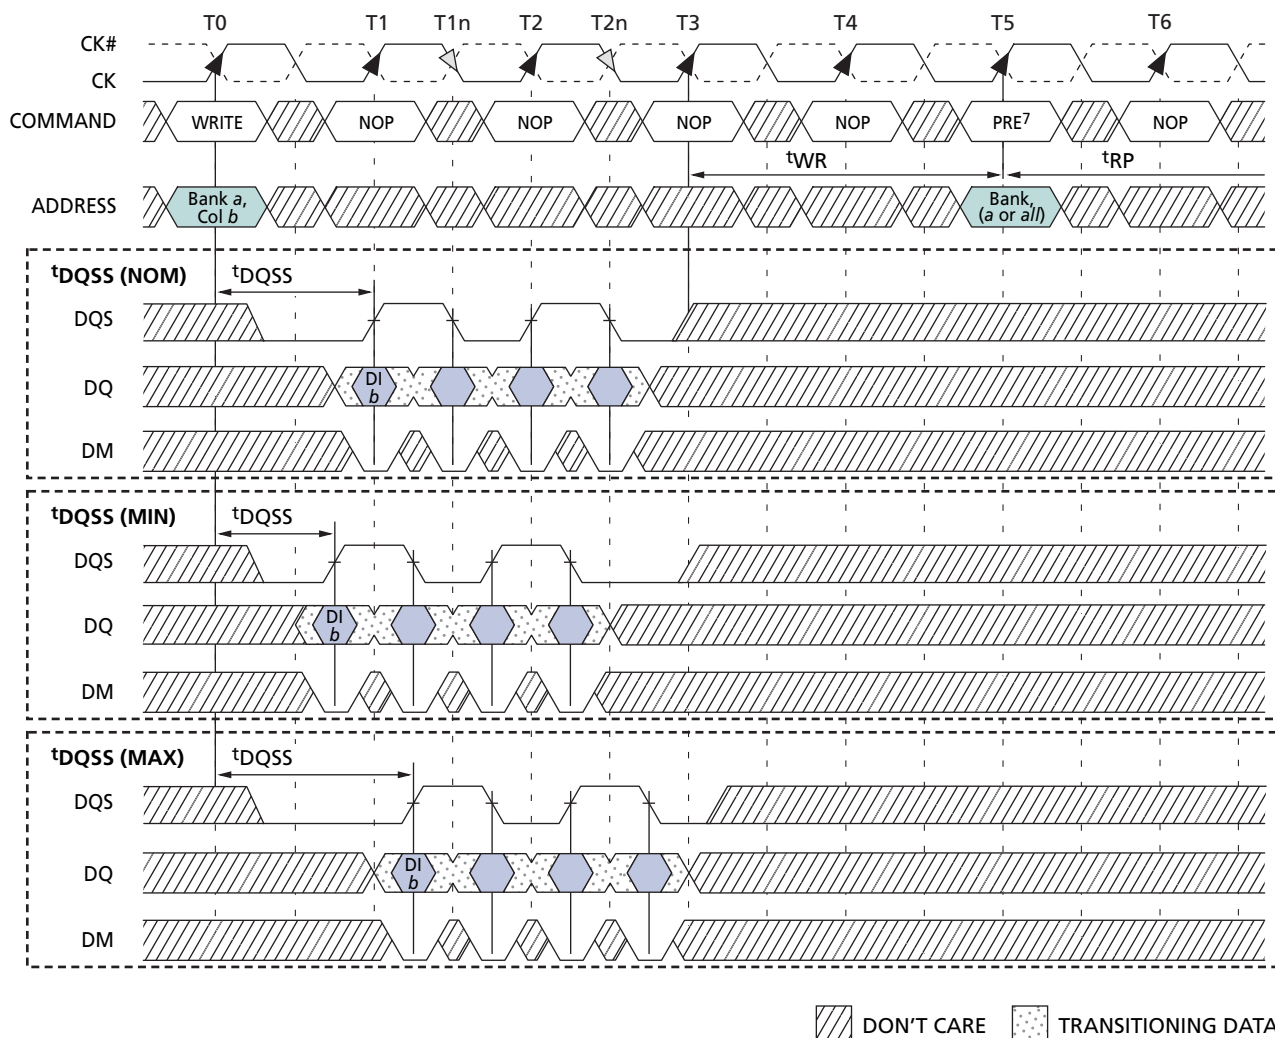 T0 T1 T1n T2 T2n T3 T4 T5 T6
CK#
CK
COMMAND WRITE NOP NOP NOP NOP PRE7 NOP
tWR tRP
ADDRESS Bank a, Col b Bank, (a or all)
tDQSS (NOM) tDQSS
DQS
DQ DI b
DM
tDQSS (MIN) tDQSS
DQS
DQ DI b
DM
tDQSS (MAX) tDQSS
DQS
DQ DI b
DM
DON'T CARE TRANSITIONING DATA